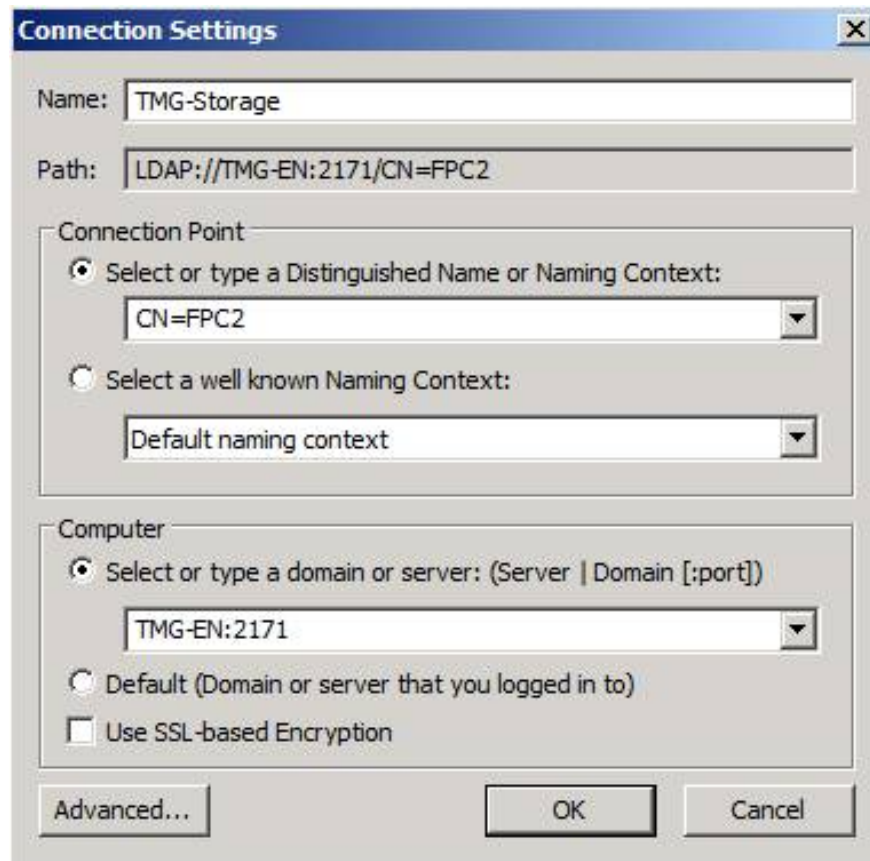 Connection Settings
Name: TMG-Storage
Path: LDAP://TMG-EN:2171/CN=FPC2
Connection Point
Select or type a Distinguished Name or Naming Context:
CN=FPC2
Select a well known Naming Context:
Default naming context
Computer
Select or type a domain or server: (Server | Domain [:port])
TMG-EN:2171
Default (Domain or server that you logged in to)
Use SSL-based Encryption
Advanced... OK Cancel